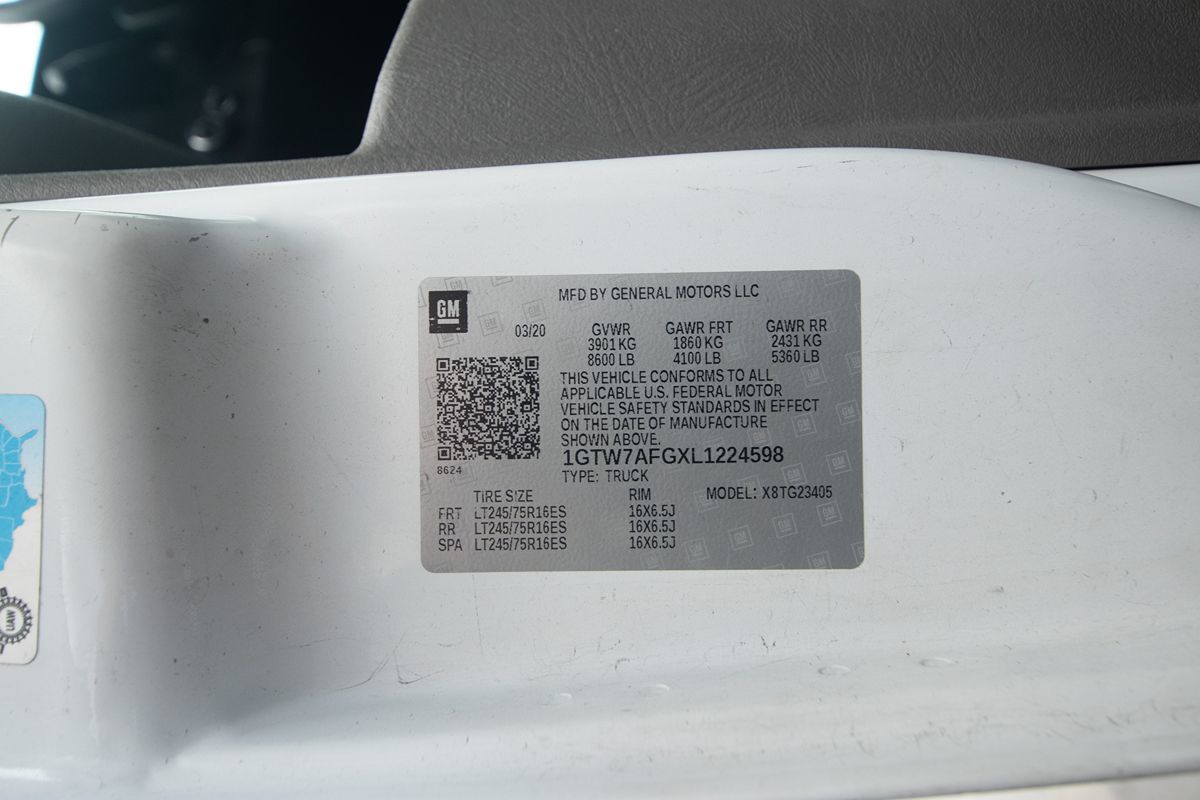 GM
MFD BY GENERAL MOTORS LLC
03/20 GVWR GAWR FRT GAWR RR
3901 KG 1860 KG 2431 KG
8600 LB 4100 LB 5360 LB
THIS VEHICLE CONFORMS TO ALL
APPLICABLE U.S. FEDERAL MOTOR
VEHICLE SAFETY STANDARDS IN EFFECT
ON THE DATE OF MANUFACTURE
SHOWN ABOVE.
8624
1GTW7AFGXL1224598
TYPE: TRUCK
TIRE SIZE RIM MODEL: X8TG23405
FRT LT245/75R16ES 16X6.5J
RR LT245/75R16ES 16X6.5J
SPA LT245/75R16ES 16X6.5J
UAW